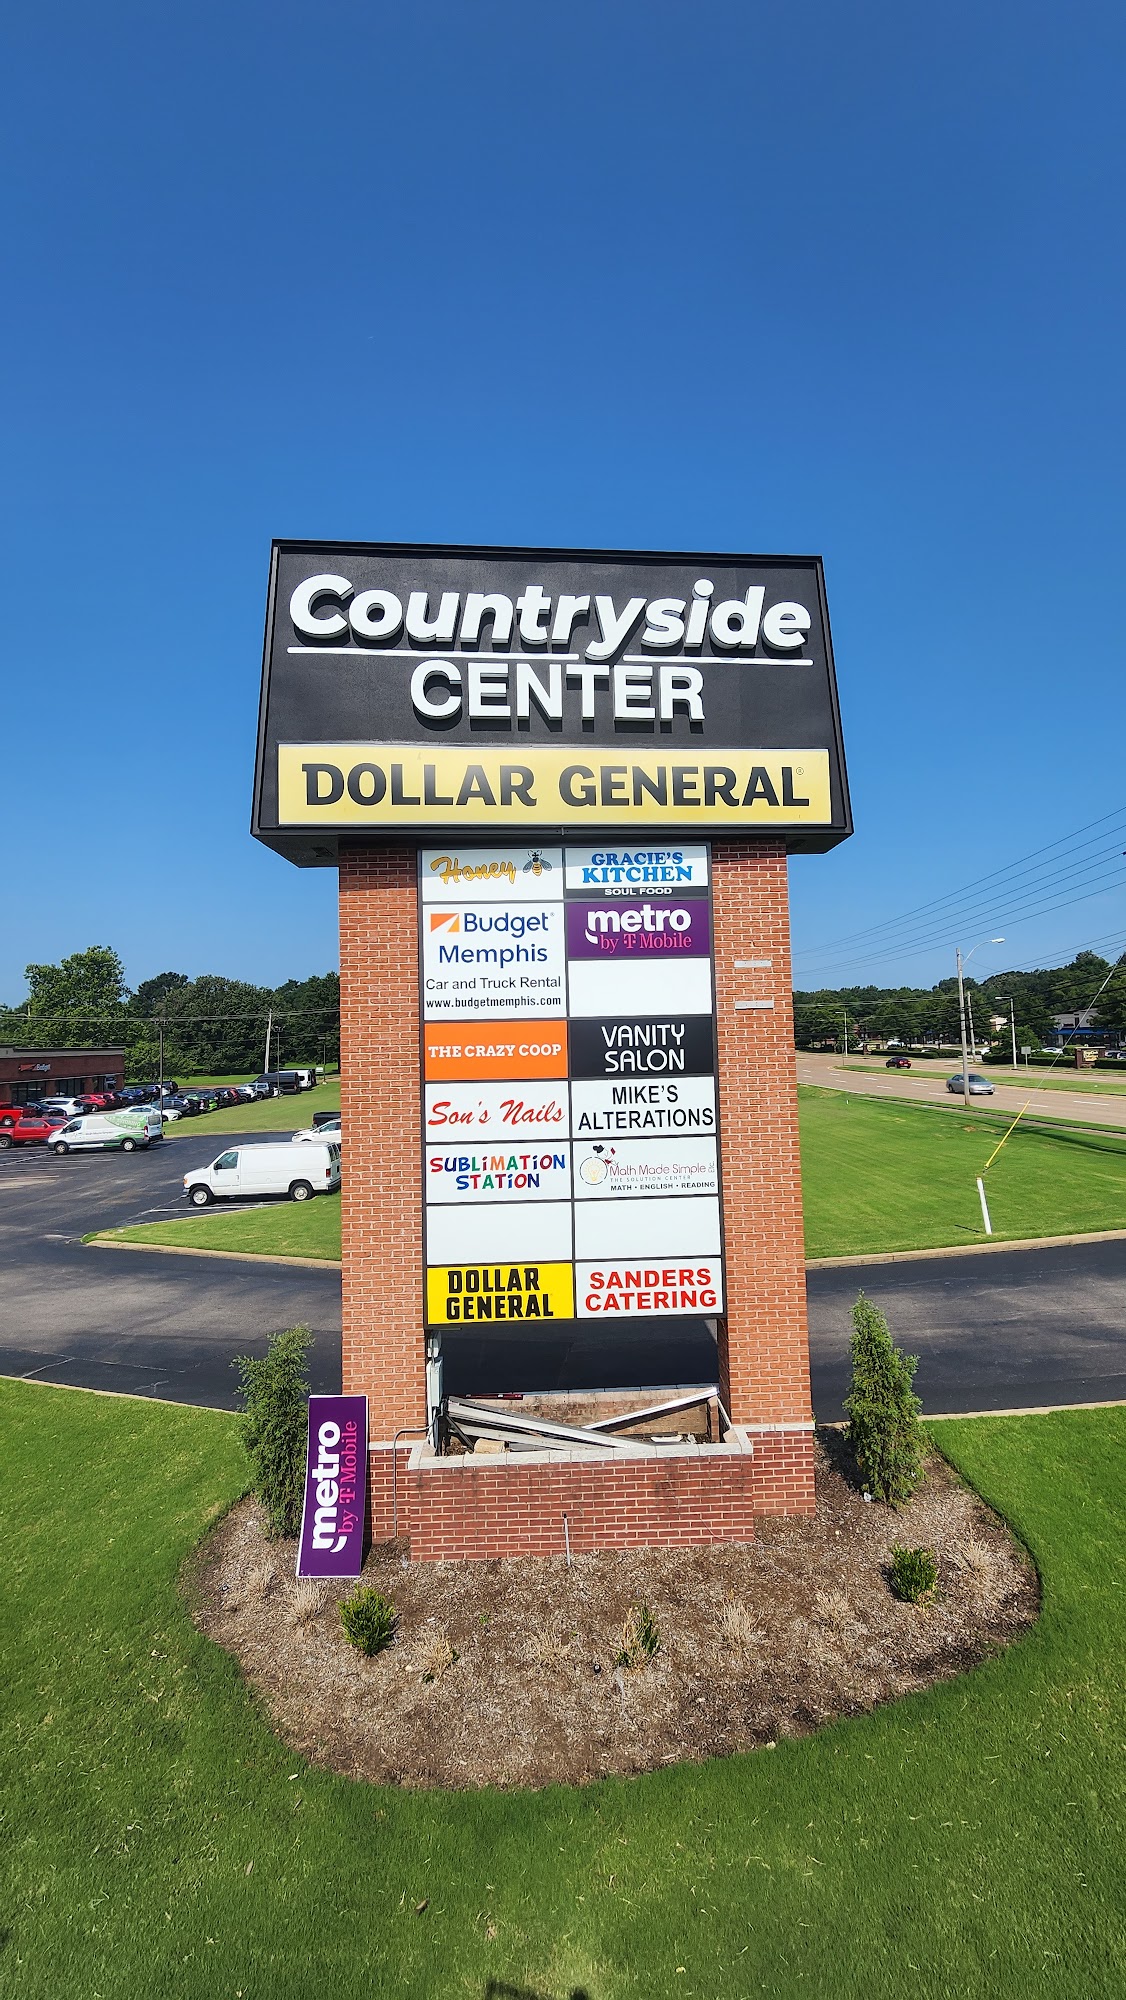 Countryside
CENTER
DOLLAR GENERAL®
Honey
GRACIE'S
KITCHEN
SOUL FOOD
Budget®
Memphis
Car and Truck Rental
www.budgetmemphis.com
metro
by T Mobile
THE CRAZY COOP
VANITY
SALON
Son's Nails
MIKE'S
ALTERATIONS
SUBLiMATiON
STATiON
Math Made Simple
THE SOLUTION CENTER
MATH • ENGLISH • READING
DOLLAR
GENERAL
SANDERS
CATERING
metro
by T Mobile
Budget